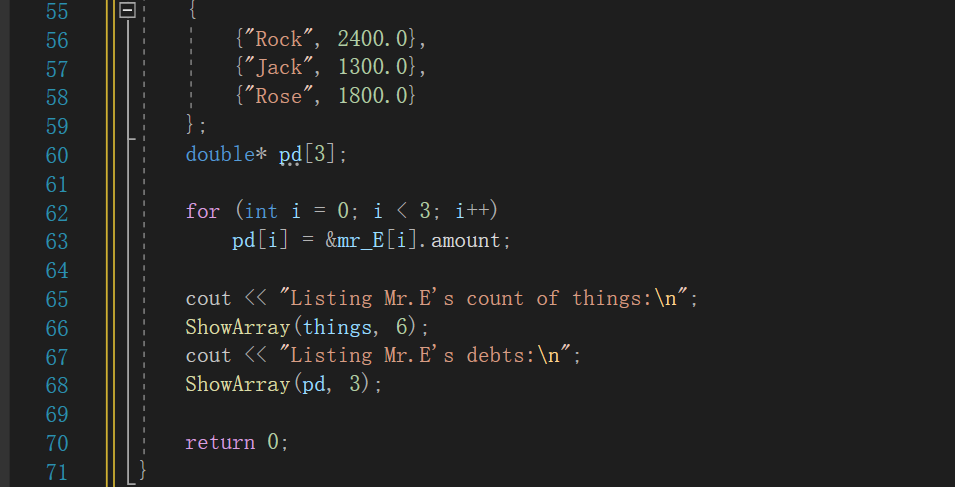 55 {
56 {"Rock", 2400.0},
57 {"Jack", 1300.0},
58 {"Rose", 1800.0}
59 };
60 double* pd[3];
61
62 for (int i = 0; i < 3; i++)
63 pd[i] = &mr_E[i].amount;
64
65 cout << "Listing Mr.E's count of things:\n";
66 ShowArray(things, 6);
67 cout << "Listing Mr.E's debts:\n";
68 ShowArray(pd, 3);
69
70 return 0;
71 }